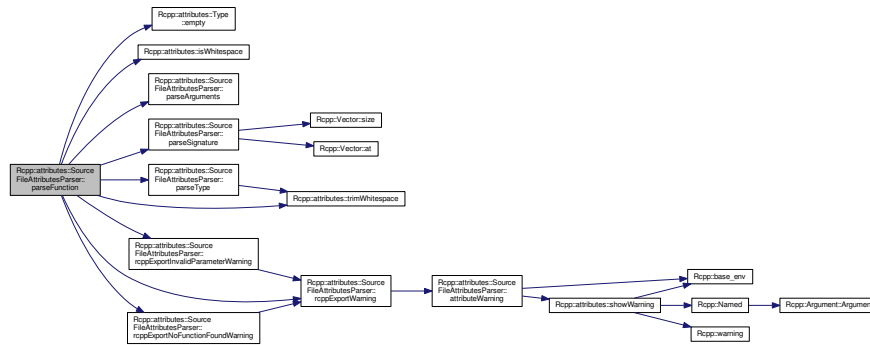 Rcpp::attributes::Type
::empty
Rcpp::attributes::isWhitespace
Rcpp::attributes::Source
FileAttributesParser::
parseArguments
Rcpp::attributes::Source
FileAttributesParser::
parseSignature
Rcpp::Vector::size
Rcpp::Vector::at
Rcpp::attributes::Source
FileAttributesParser::
parseFunction
Rcpp::attributes::Source
FileAttributesParser::
parseType
Rcpp::attributes::trimWhitespace
Rcpp::attributes::Source
FileAttributesParser::
rcppExportInvalidParameterWarning
Rcpp::attributes::Source
FileAttributesParser::
rcppExportWarning
Rcpp::attributes::Source
FileAttributesParser::
attributeWarning
Rcpp::base_env
Rcpp::attributes::showWarning
Rcpp::Named
Rcpp::Argument::Argument
Rcpp::warning
Rcpp::attributes::Source
FileAttributesParser::
rcppExportNoFunctionFoundWarning